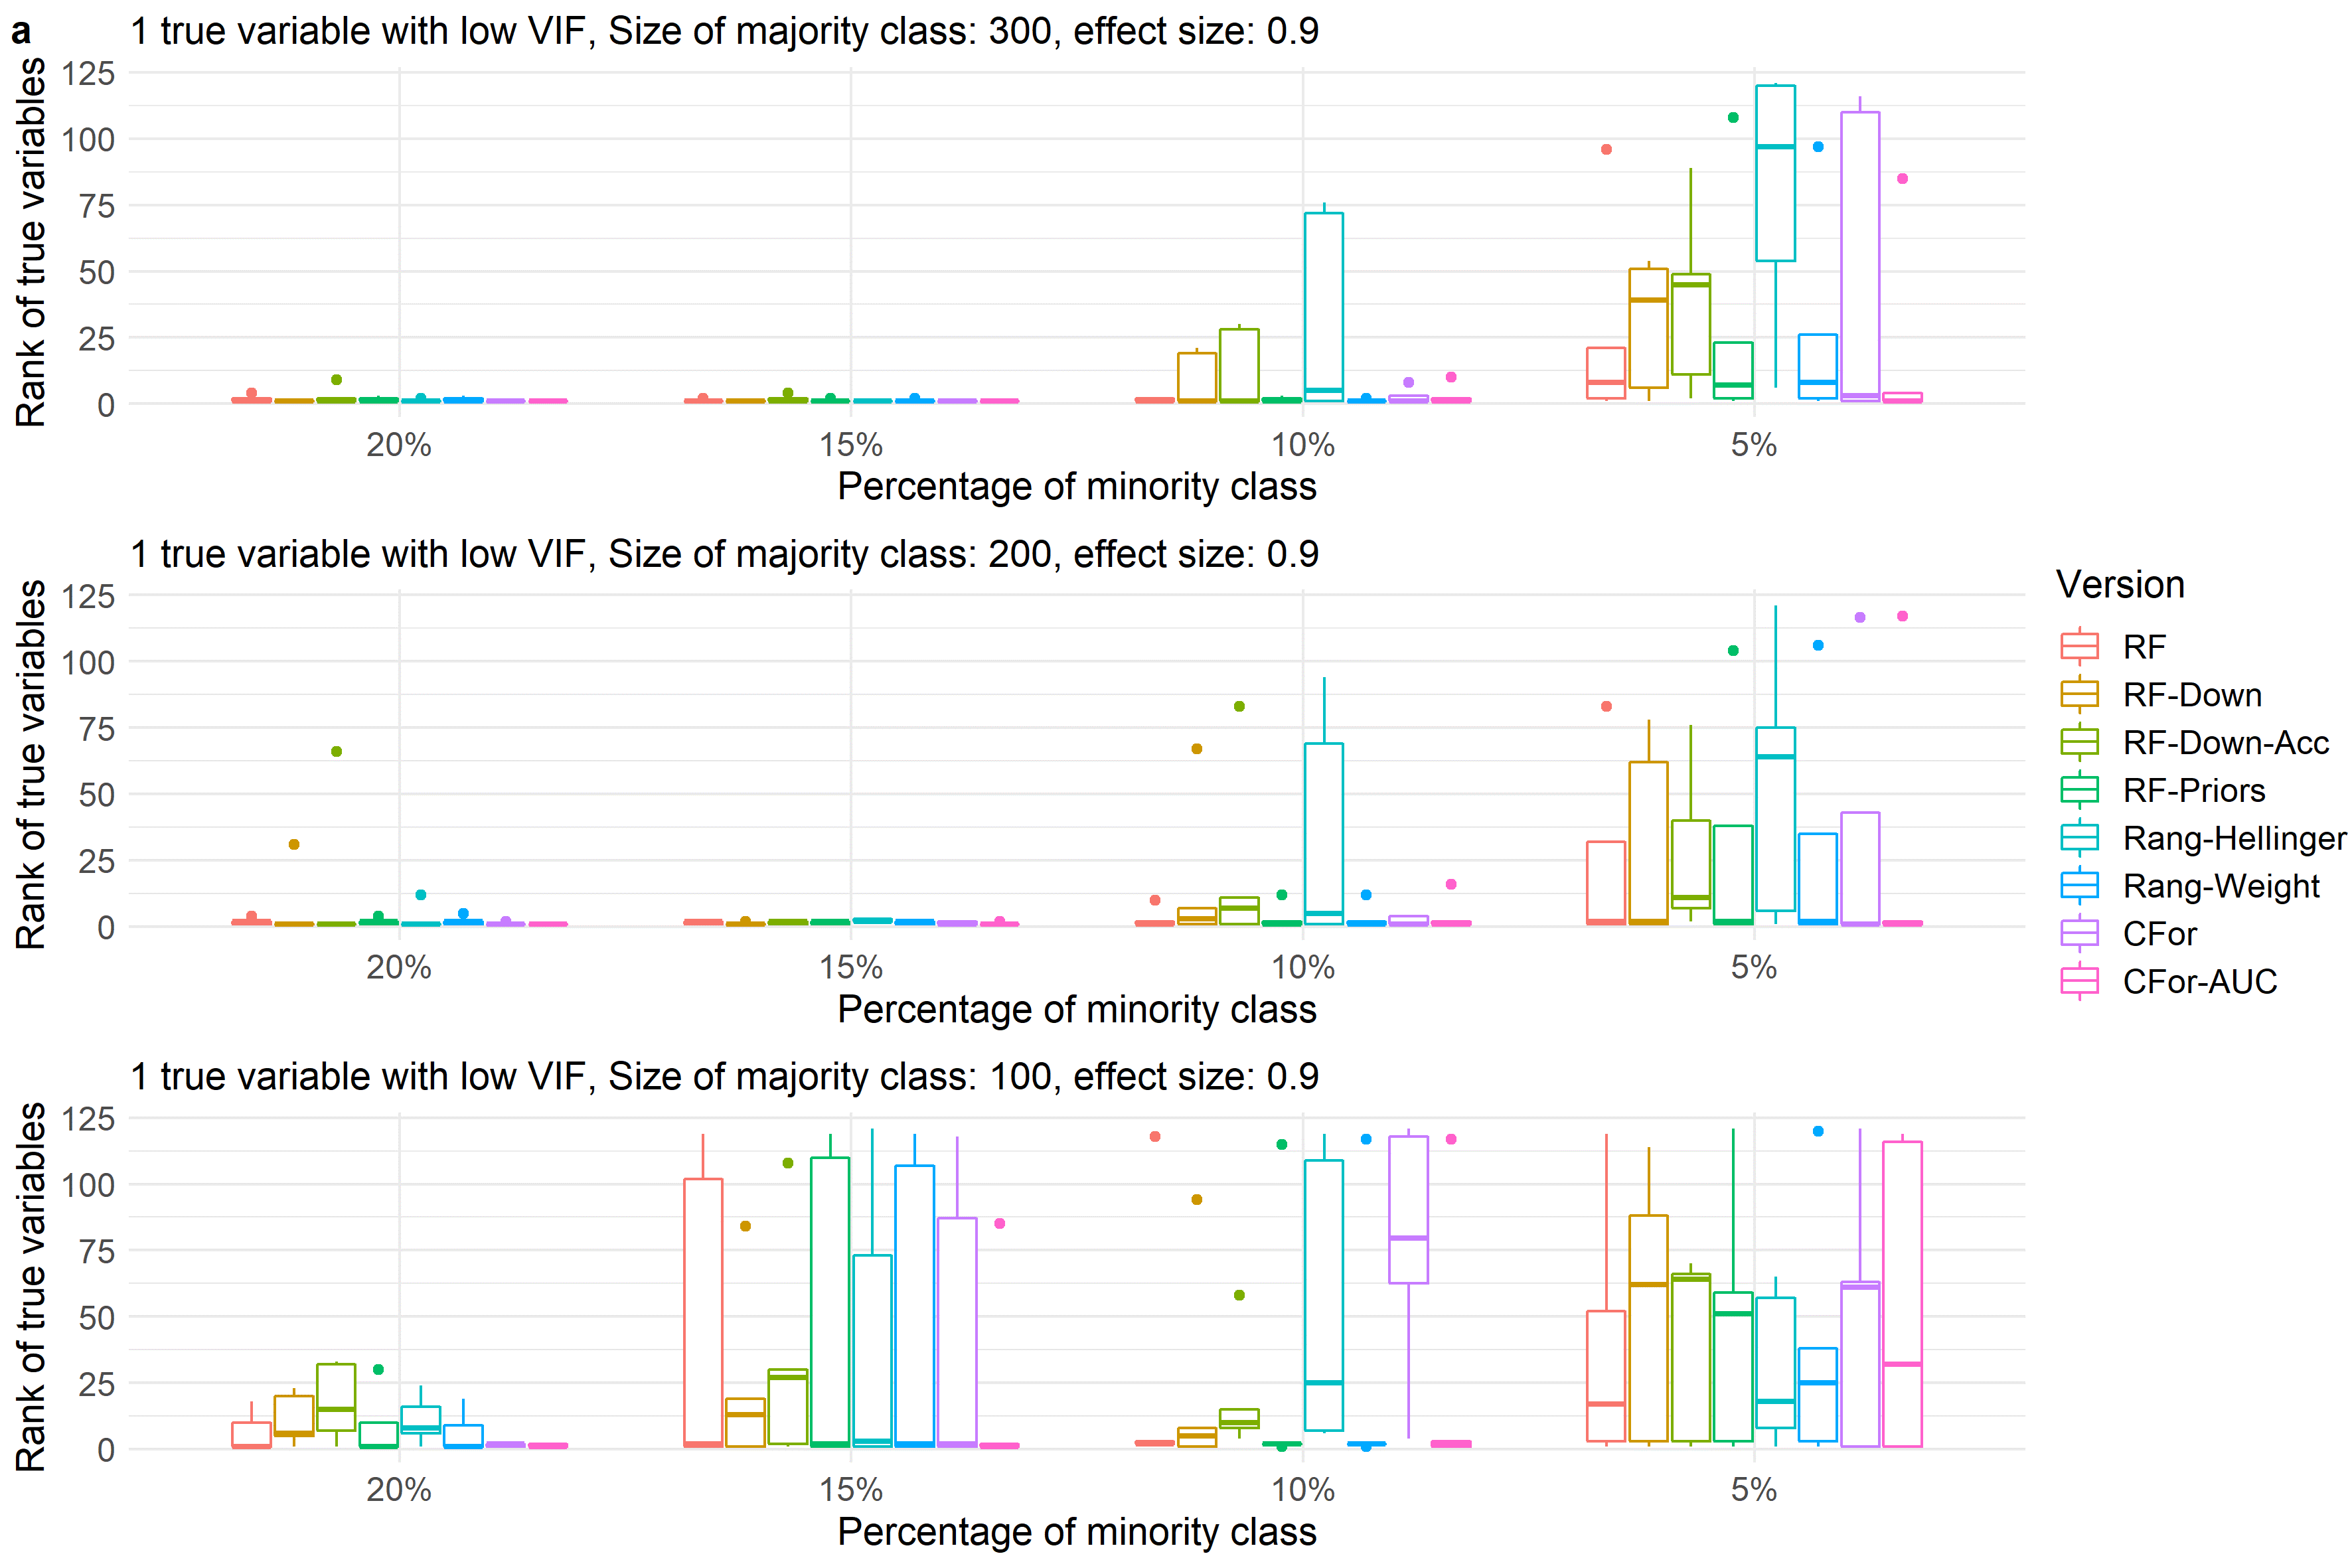 a
1 true variable with low VIF, Size of majority class: 300, effect size: 0.9
Rank of true variables
125
100
75
50
25
0
20%
15%
10%
5%
Percentage of minority class
1 true variable with low VIF, Size of majority class: 200, effect size: 0.9
Rank of true variables
125
100
75
50
25
0
20%
15%
10%
5%
Percentage of minority class
Version
RF
RF-Down
RF-Down-Acc
RF-Priors
Rang-Hellinger
Rang-Weight
CFor
CFor-AUC
1 true variable with low VIF, Size of majority class: 100, effect size: 0.9
Rank of true variables
125
100
75
50
25
0
20%
15%
10%
5%
Percentage of minority class